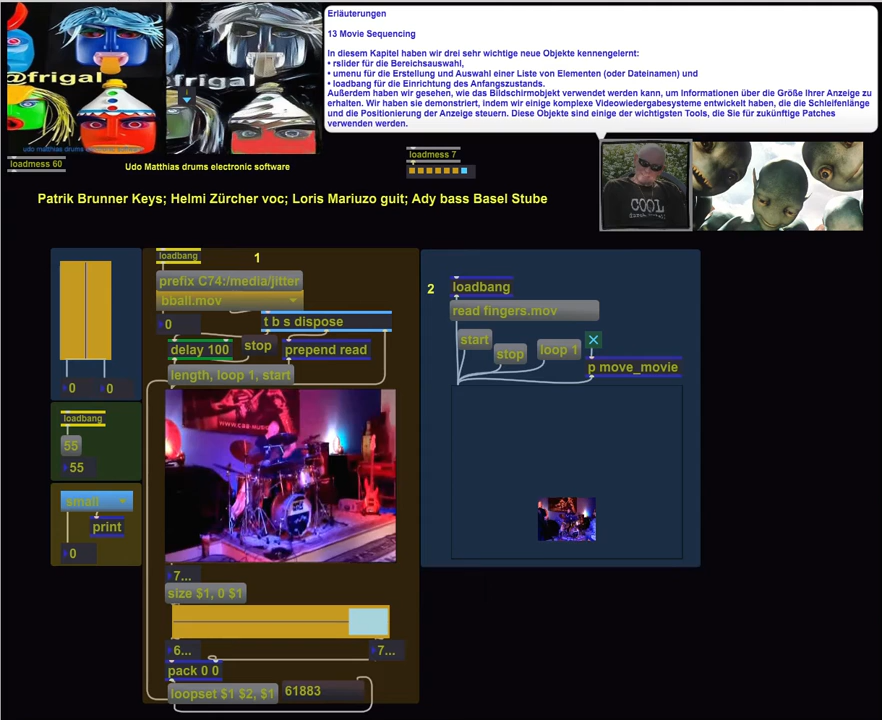 Erläuterungen
13 Movie Sequencing
In diesem Kapitel haben wir drei sehr wichtige neue Objekte kennengelernt:
• rslider für die Bereichsauswahl,
• umenu für die Erstellung und Auswahl einer Liste von Elementen (oder Dateinamen) und
• loadbang für die Einrichtung des Anfangszustands.
Außerdem haben wir gesehen, wie das Bildschirmobjekt verwendet werden kann, um Informationen über die Größe Ihrer Anzeige zu
erhalten. Wir haben sie demonstriert, indem wir einige komplexe Videowiedergabesysteme entwickelt haben, die die Schleifenlänge
und die Positionierung der Anzeige steuern. Diese Objekte sind einige der wichtigsten Tools, die Sie für zukünftige Patches
verwenden werden.
@frigal
@frigal
udo matthias drums electronic software
loadmess 60
Udo Matthias drums electronic software
loadmess 7
COOL
Patrik Brunner Keys; Helmi Zürcher voc; Loris Mariuzo guit; Ady bass Basel Stube
loadbang
1
prefix C74:/media/jitter
bball.mov
0
t b s dispose
delay 100
stop
prepend read
length, loop 1, start
0
0
loadbang
55
55
small
print
0
7...
size $1, 0 $1
6...
7...
pack 0 0
loopset $1 $2, $1
61883
2
loadbang
read fingers.mov
start
stop
loop 1
p move_movie